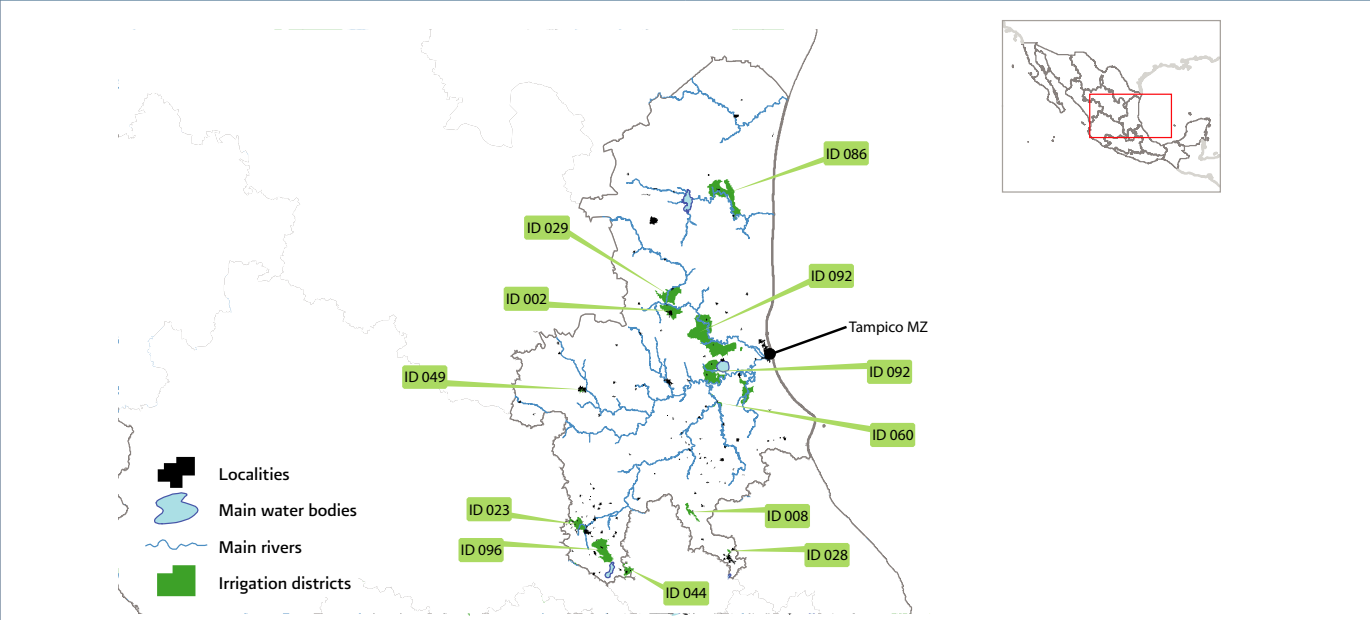 ID 086
ID 029
ID 092
ID 002
Tampico MZ
ID 092
ID 049
ID 060
Localities
Main water bodies
Main rivers
Irrigation districts
ID 023
ID 008
ID 096
ID 028
ID 044